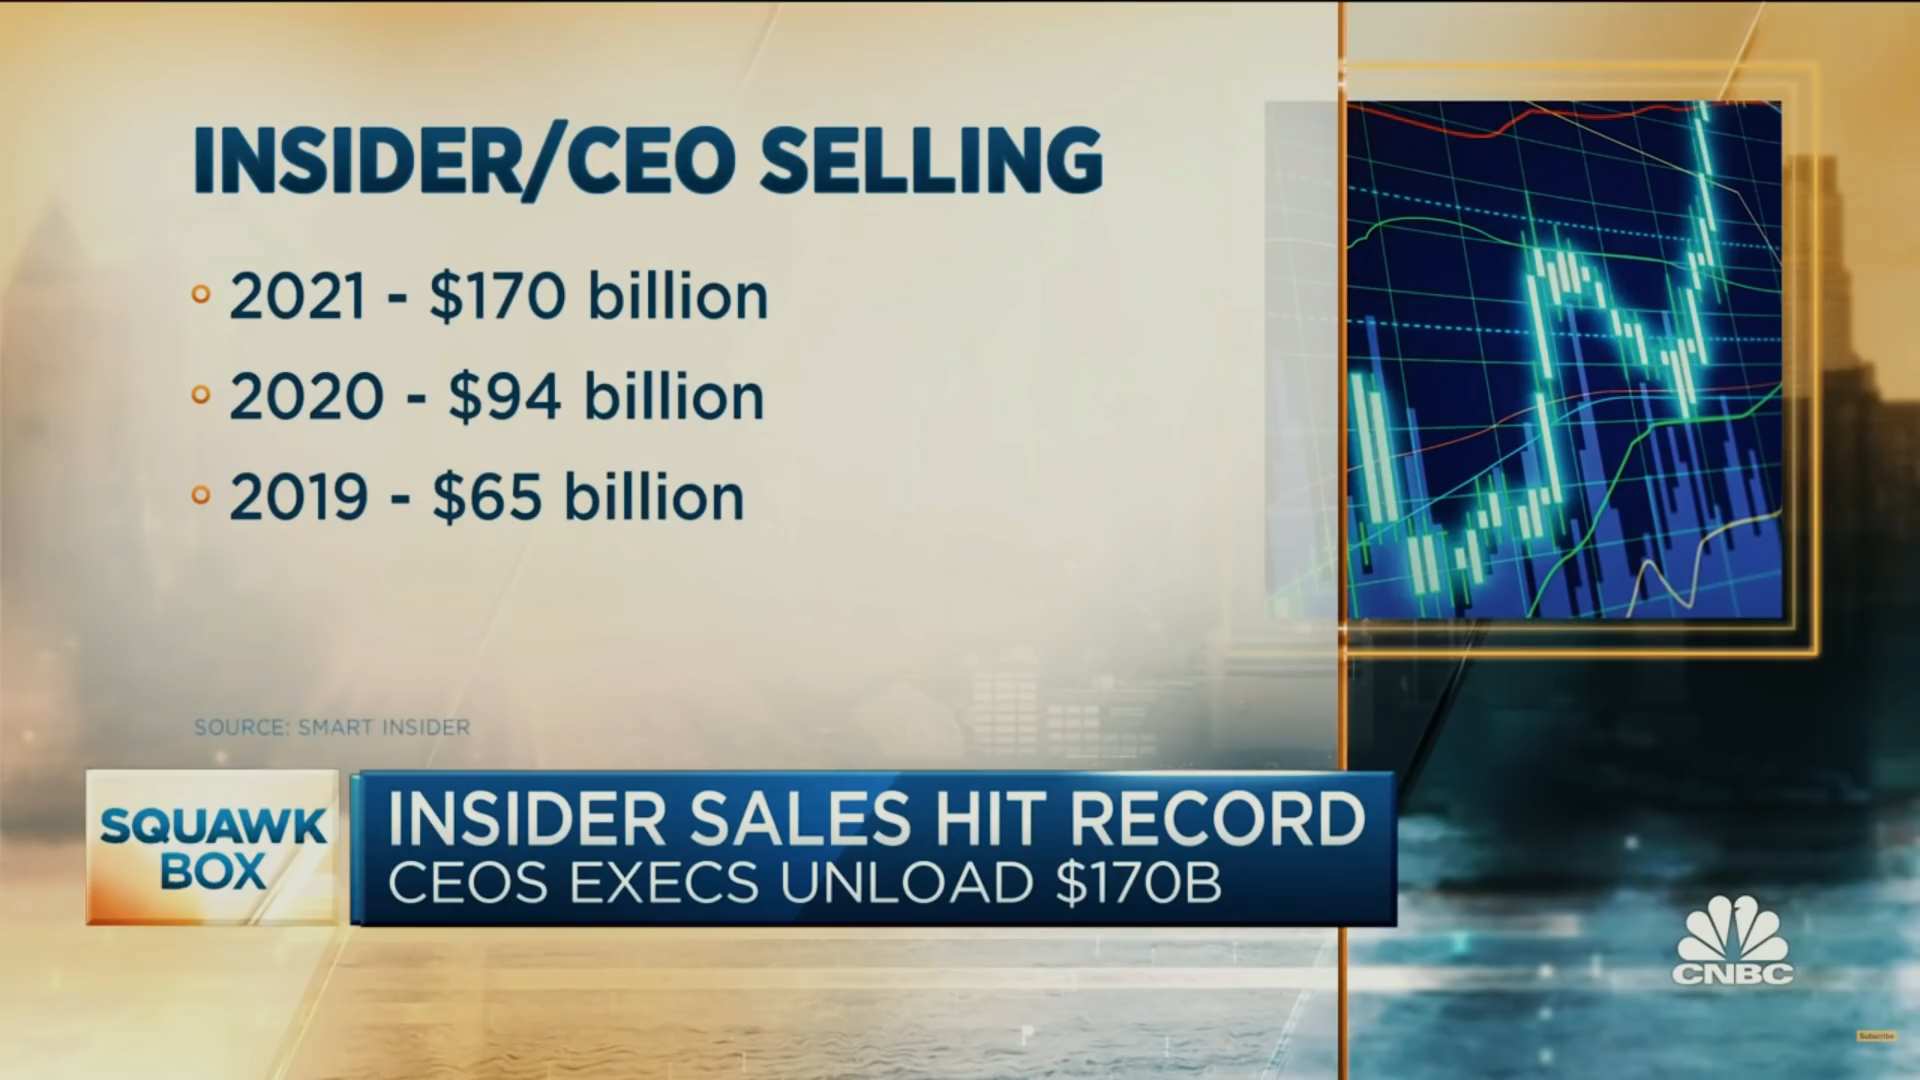 INSIDER/CEO SELLING
2021 - $170 billion
2020 - $94 billion
2019 - $65 billion
SOURCE: SMART INSIDER
SQUAWK
BOX
INSIDER SALES HIT RECORD
CEOS EXECS UNLOAD $170B
CNBC
Subscribe